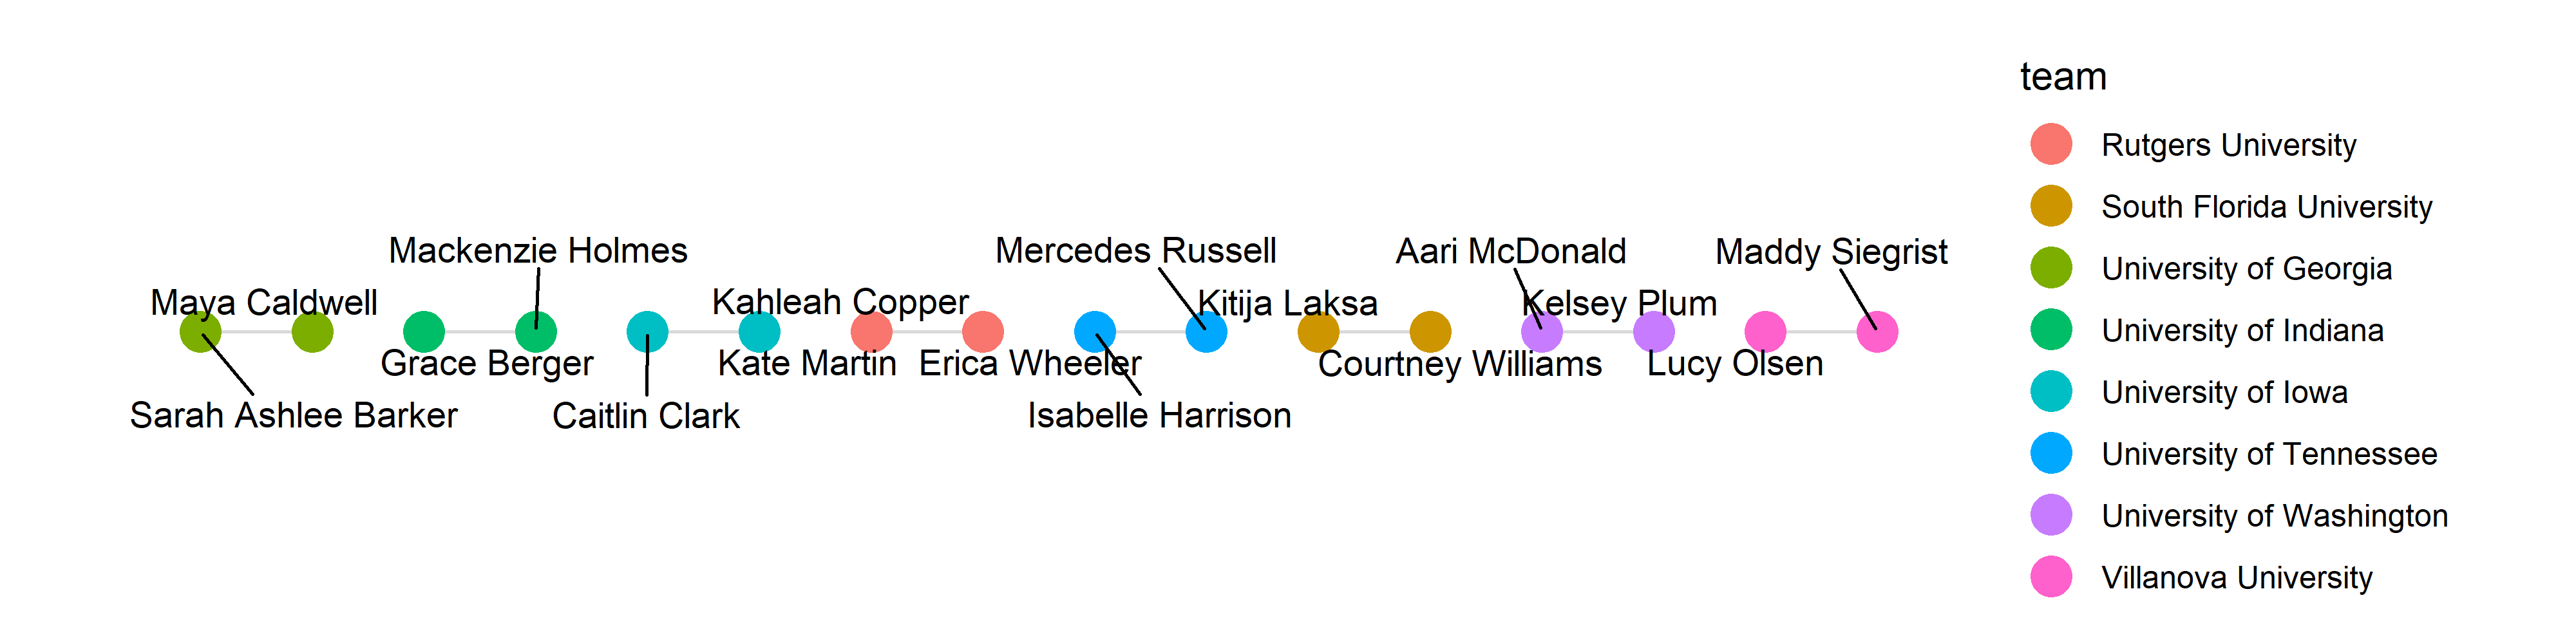 team
Rutgers University
South Florida University
University of Georgia
University of Indiana
University of Iowa
University of Tennessee
University of Washington
Villanova University
Mackenzie Holmes
Mercedes Russell
Aari McDonald
Maddy Siegrist
Maya Caldwell
Kahleah Copper
Kitija Laksa
Kelsey Plum
Grace Berger
Kate Martin
Erica Wheeler
Courtney Williams
Lucy Olsen
Sarah Ashlee Barker
Caitlin Clark
Isabelle Harrison